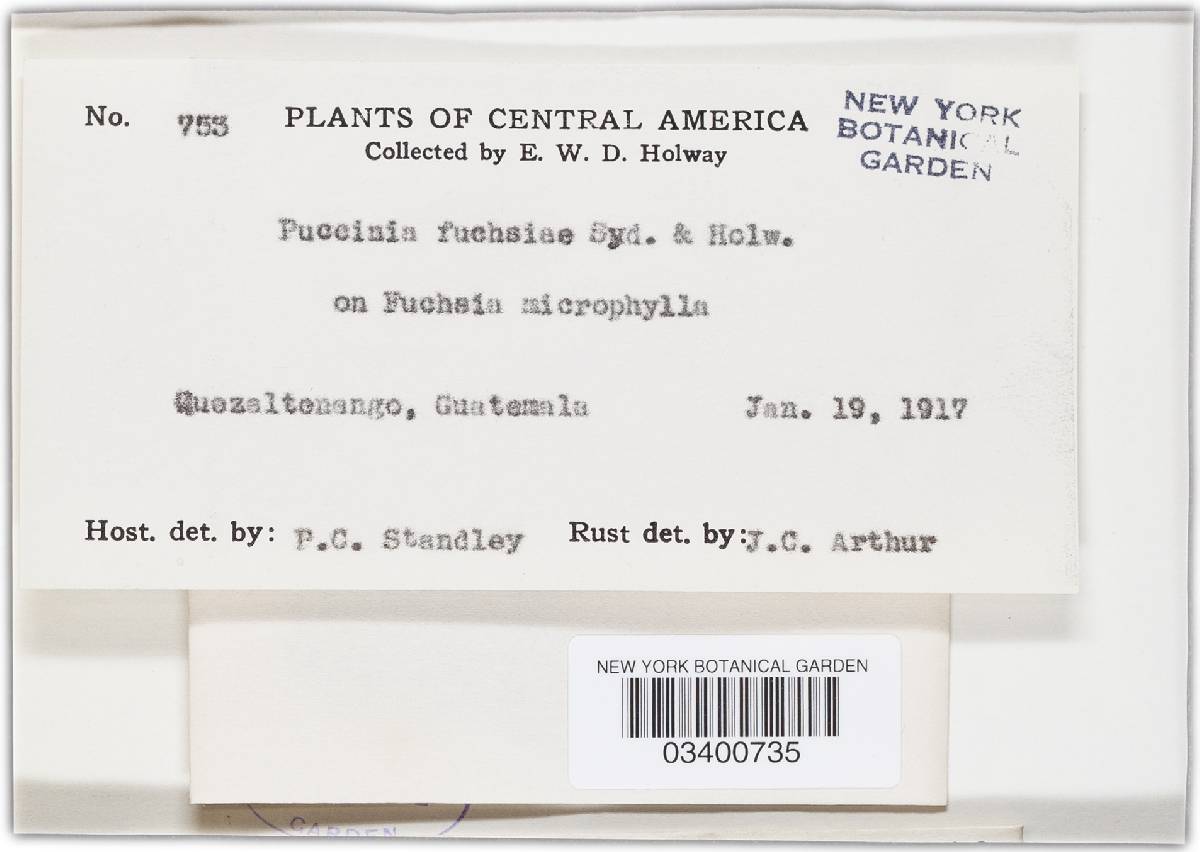 No. 753 PLANTS OF CENTRAL AMERICA
Collected by E. W. D. Holway
NEW YORK
BOTANICAL
GARDEN
Puccinia fuchsiae Syd. & Holw.
on Fuchsia microphylla
Quezaltenango, Guatemala Jan. 19, 1917
Host. det. by: P.C. Standley Rust det. by: J.C. Arthur
NEW YORK BOTANICAL GARDEN
03400735
GARDEN